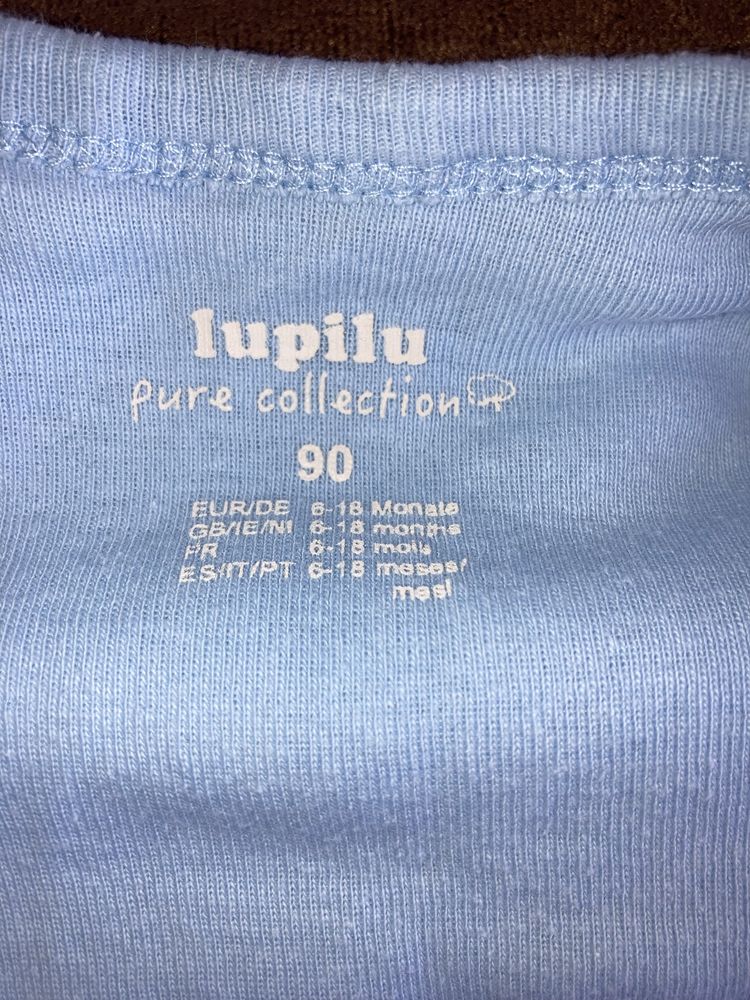 lupilu
pure collection
90
EUR/DE 6-18 Monate
GB/IE/NI 6-18 months
FR 6-18 mois
ES/IT/PT 6-18 meses/
mesi